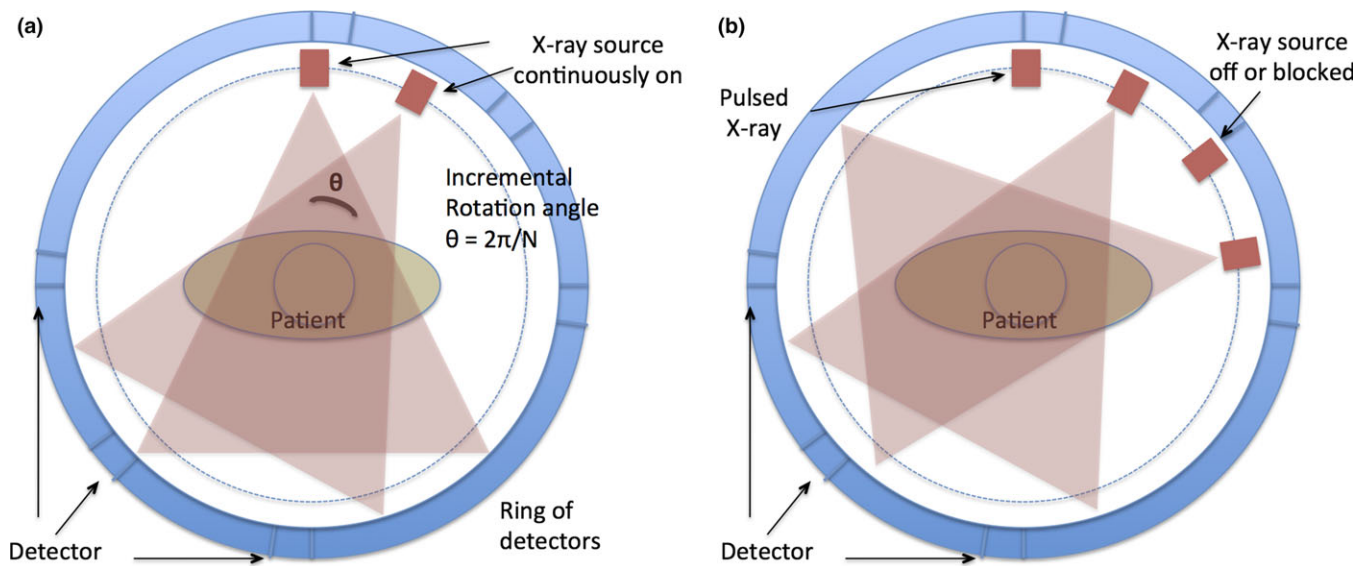 (a)
X-ray source
continuously on
θ
Incremental
Rotation angle
θ = 2π/N
Patient
Ring of
detectors
Detector
(b)
Pulsed
X-ray
X-ray source
off or blocked
Patient
Detector